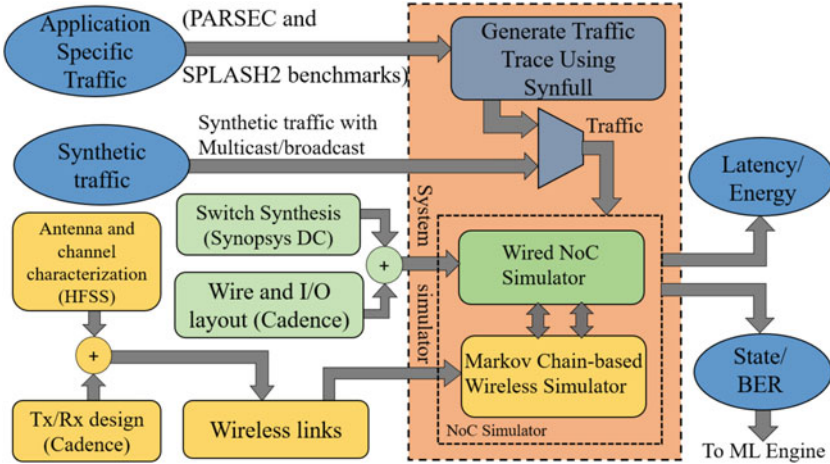 Application
Specific
Traffic
(PARSEC and
SPLASH2 benchmarks)
Generate Traffic
Trace Using
Synfull
Synthetic
traffic
Synthetic traffic with
Multicast/broadcast
Traffic
Latency/
Energy
Switch Synthesis
(Synopsys DC)
+
Wire and I/O
layout (Cadence)
System
simulator
Wired NoC
Simulator
Antenna and
channel
characterization
(HFSS)
+
Tx/Rx design
(Cadence)
Wireless links
Markov Chain-based
Wireless Simulator
NoC Simulator
State/
BER
To ML Engine